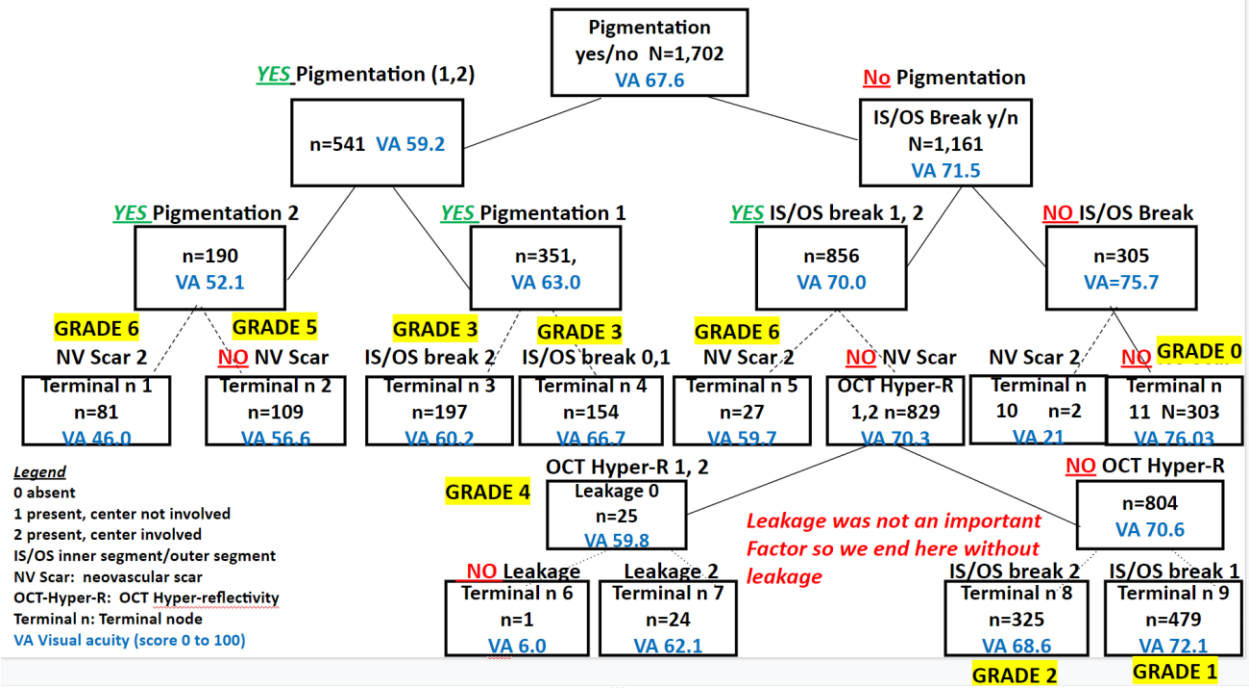 Pigmentation
yes/no N=1,702
VA 67.6
YES Pigmentation (1,2)
No Pigmentation
n=541 VA 59.2
IS/OS Break y/n
N=1,161
VA 71.5
YES Pigmentation 2
n=190
VA 52.1
YES Pigmentation 1
n=351,
VA 63.0
YES IS/OS break 1, 2
n=856
VA 70.0
NO IS/OS Break
n=305
VA=75.7
GRADE 6
NV Scar 2
Terminal n 1
n=81
VA 46.0
GRADE 5
NO NV Scar
Terminal n 2
n=109
VA 56.6
GRADE 3
IS/OS break 2
Terminal n 3
n=197
VA 60.2
GRADE 3
IS/OS break 0,1
Terminal n 4
n=154
VA 66.7
GRADE 6
NV Scar 2
Terminal n 5
n=27
VA 59.7
NO NV Scar
OCT Hyper-R
1,2 n=829
VA 70.3
NV Scar 2
Terminal n
10 n=2
VA 21
GRADE 0
NO
Terminal n
11 N=303
VA 76.03
Legend
0 absent
1 present, center not involved
2 present, center involved
IS/OS inner segment/outer segment
NV Scar: neovascular scar
OCT-Hyper-R: OCT Hyper-reflectivity
Terminal n: Terminal node
VA Visual acuity (score 0 to 100)
GRADE 4
OCT Hyper-R 1, 2
Leakage 0
n=25
VA 59.8
Leakage was not an important
Factor so we end here without
leakage
NO OCT Hyper-R
n=804
VA 70.6
NO Leakage
Terminal n 6
n=1
VA 6.0
Leakage 2
Terminal n 7
n=24
VA 62.1
IS/OS break 2
Terminal n 8
n=325
VA 68.6
GRADE 2
IS/OS break 1
Terminal n 9
n=479
VA 72.1
GRADE 1